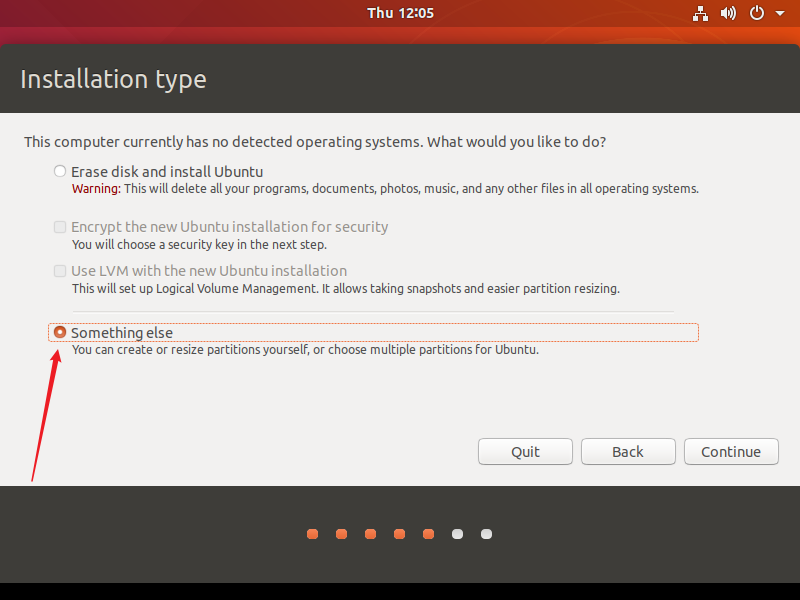 Thu 12:05
Installation type
This computer currently has no detected operating systems. What would you like to do?
Erase disk and install Ubuntu
Warning: This will delete all your programs, documents, photos, music, and any other files in all operating systems.
Encrypt the new Ubuntu installation for security
You will choose a security key in the next step.
Use LVM with the new Ubuntu installation
This will set up Logical Volume Management. It allows taking snapshots and easier partition resizing.
Something else
You can create or resize partitions yourself, or choose multiple partitions for Ubuntu.
Quit
Back
Continue